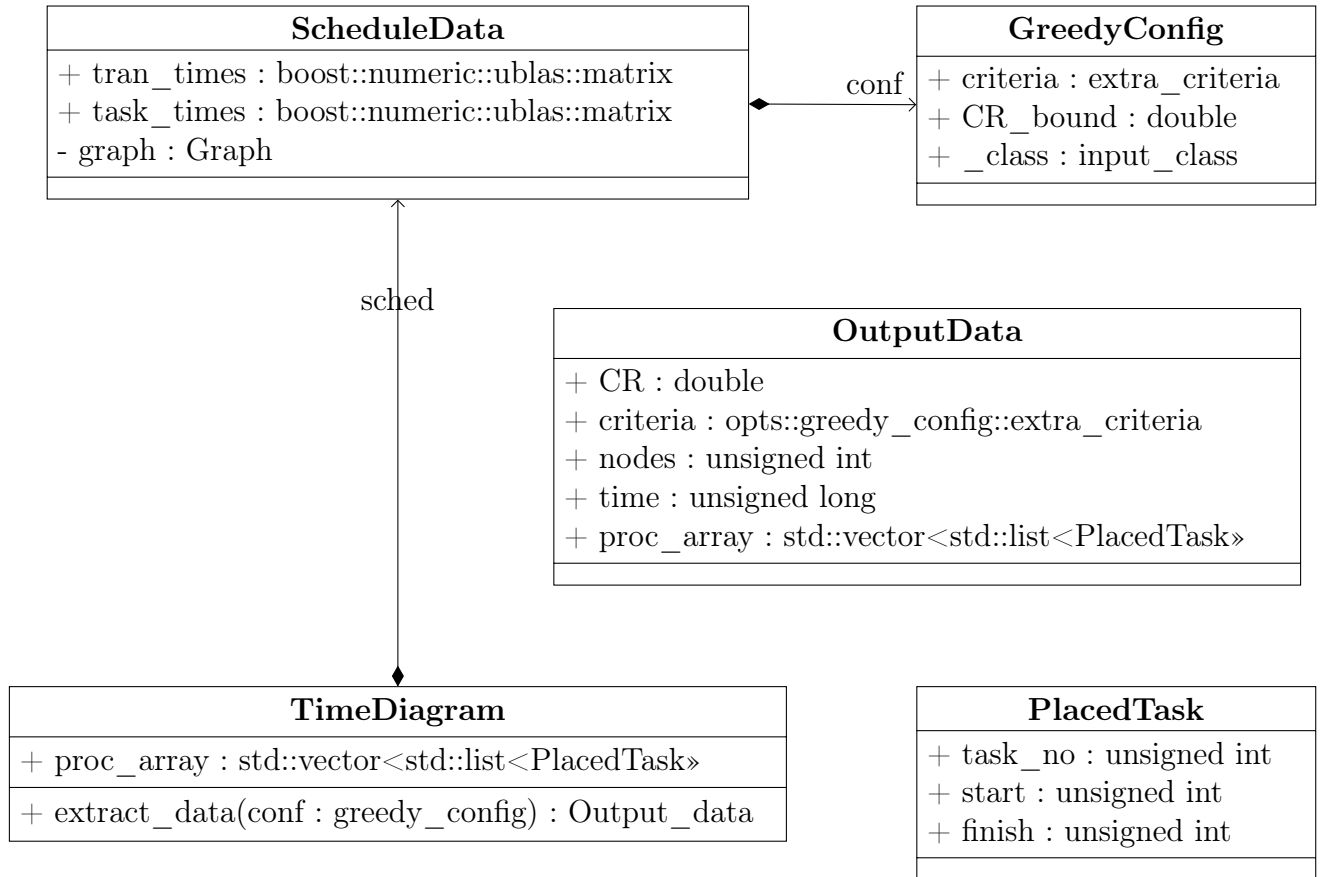 ScheduleData
+ tran_times : boost::numeric::ublas::matrix
+ task_times : boost::numeric::ublas::matrix
- graph : Graph
conf
GreedyConfig
+ criteria : extra_criteria
+ CR_bound : double
+ _class : input_class
sched
OutputData
+ CR : double
+ criteria : opts::greedy_config::extra_criteria
+ nodes : unsigned int
+ time : unsigned long
+ proc_array : std::vector<std::list<PlacedTask»
TimeDiagram
+ proc_array : std::vector<std::list<PlacedTask»
+ extract_data(conf : greedy_config) : Output_data
PlacedTask
+ task_no : unsigned int
+ start : unsigned int
+ finish : unsigned int